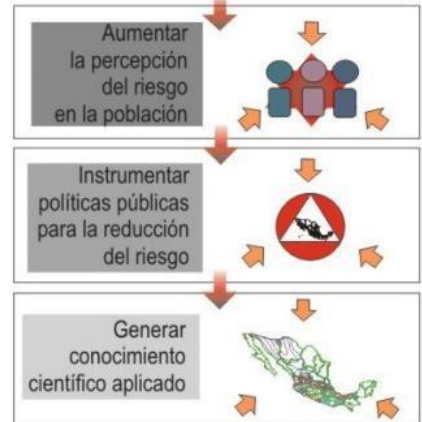 Aumentar
la percepción
del riesgo
en la población
Instrumentar
políticas públicas
para la reducción
del riesgo
Generar
conocimiento
científico aplicado